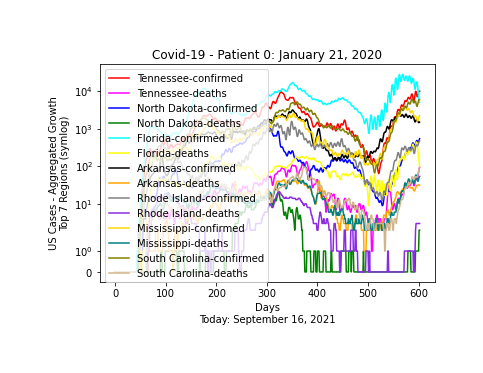 Covid-19 - Patient 0: January 21, 2020
US Cases - Aggregated Growth
Top 7 Regions (symlog)
10⁴
10³
10²
10¹
10⁰
0
Tennessee-confirmed
Tennessee-deaths
North Dakota-confirmed
North Dakota-deaths
Florida-confirmed
Florida-deaths
Arkansas-confirmed
Arkansas-deaths
Rhode Island-confirmed
Rhode Island-deaths
Mississippi-confirmed
Mississippi-deaths
South Carolina-confirmed
South Carolina-deaths
0 100 200 300 400 500 600
Days
Today: September 16, 2021